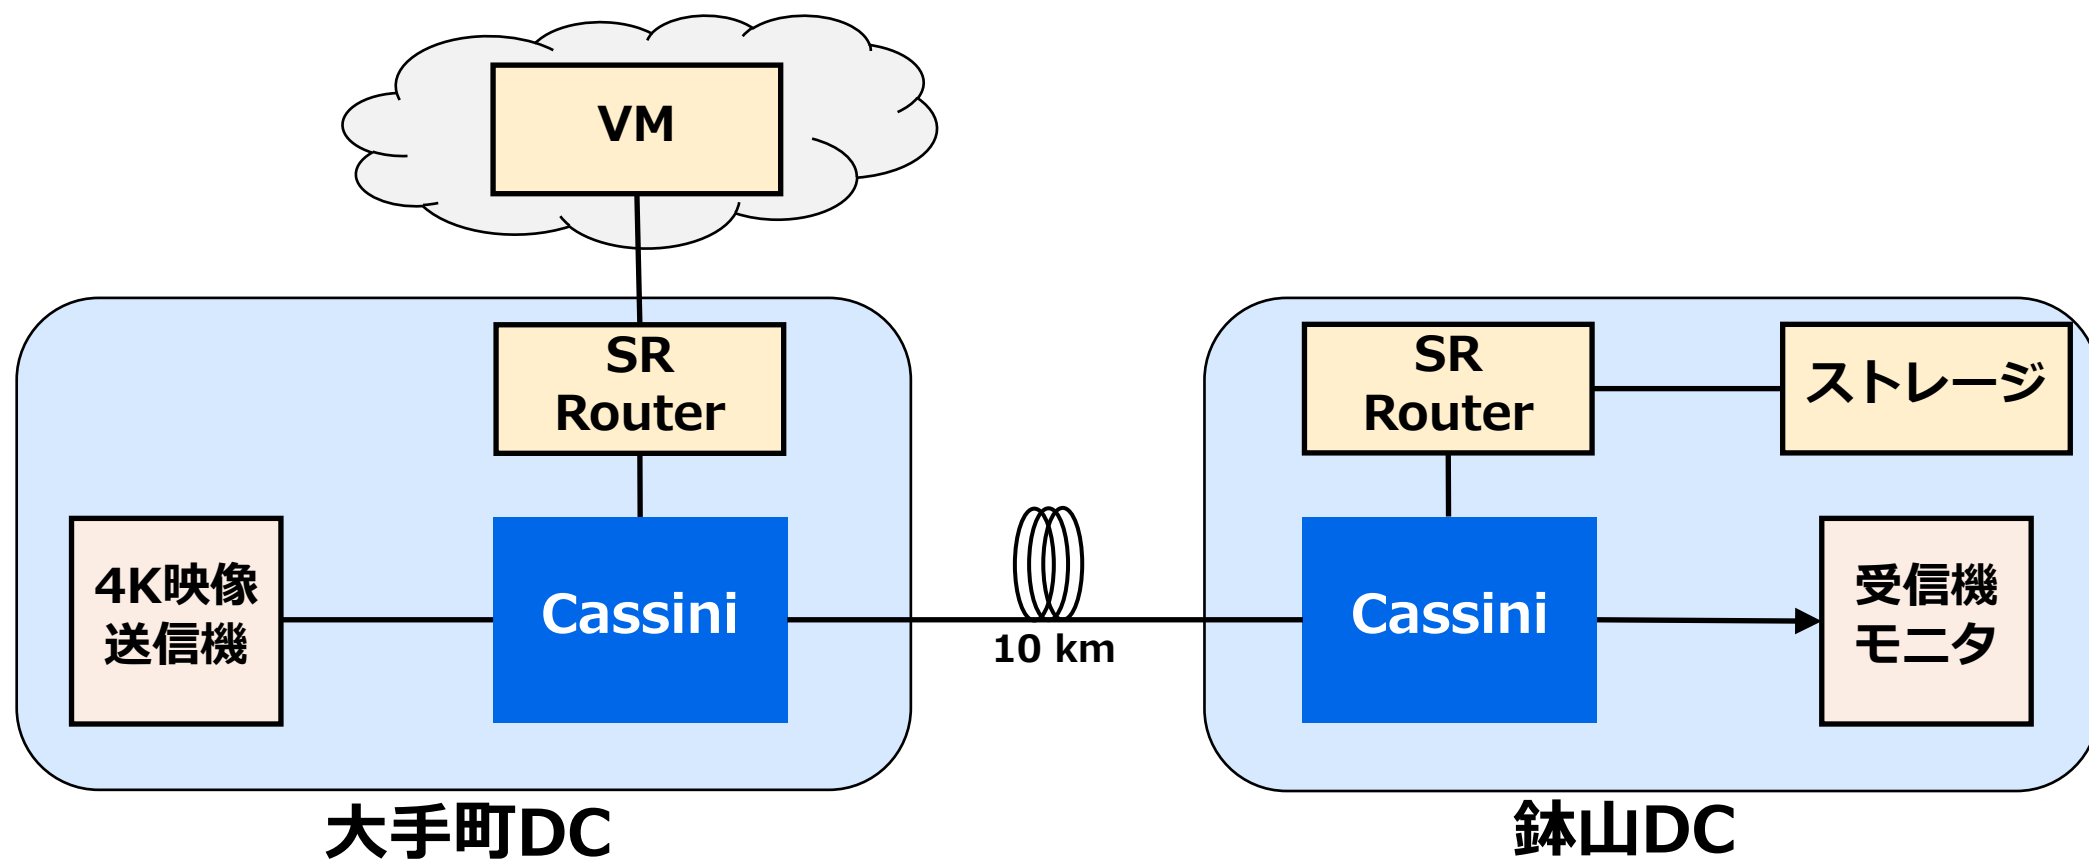 VM
SR
Router
SR
Router
ストレージ
4K映像
送信機
Cassini
10 km
Cassini
受信機
モニタ
大手町DC
鉢山DC